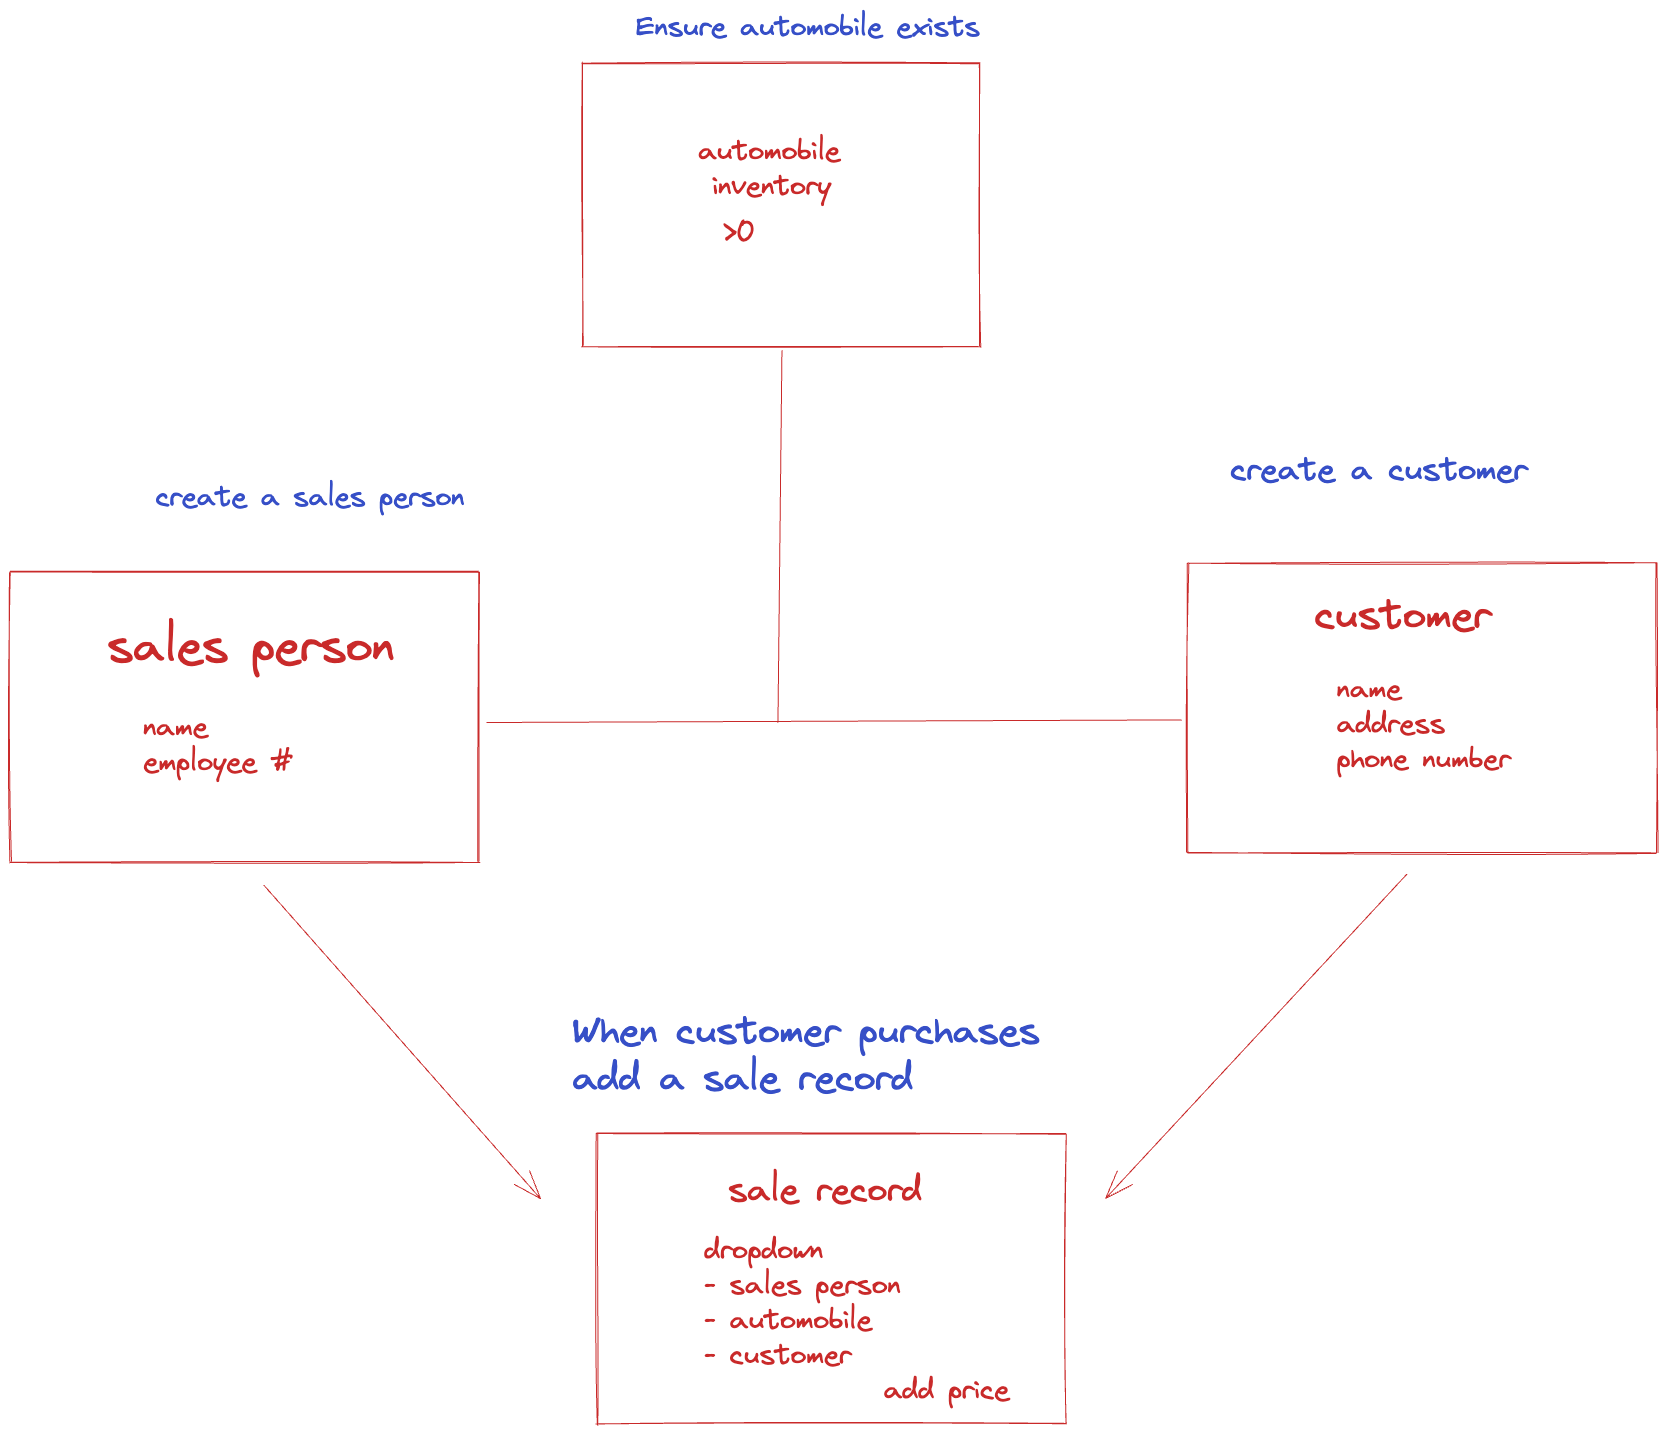 Ensure automobile exists
automobile
inventory
>0
create a sales person
create a customer
sales person
name
employee #
customer
name
address
phone number
When customer purchases
add a sale record
sale record
dropdown
- sales person
- automobile
- customer
add price